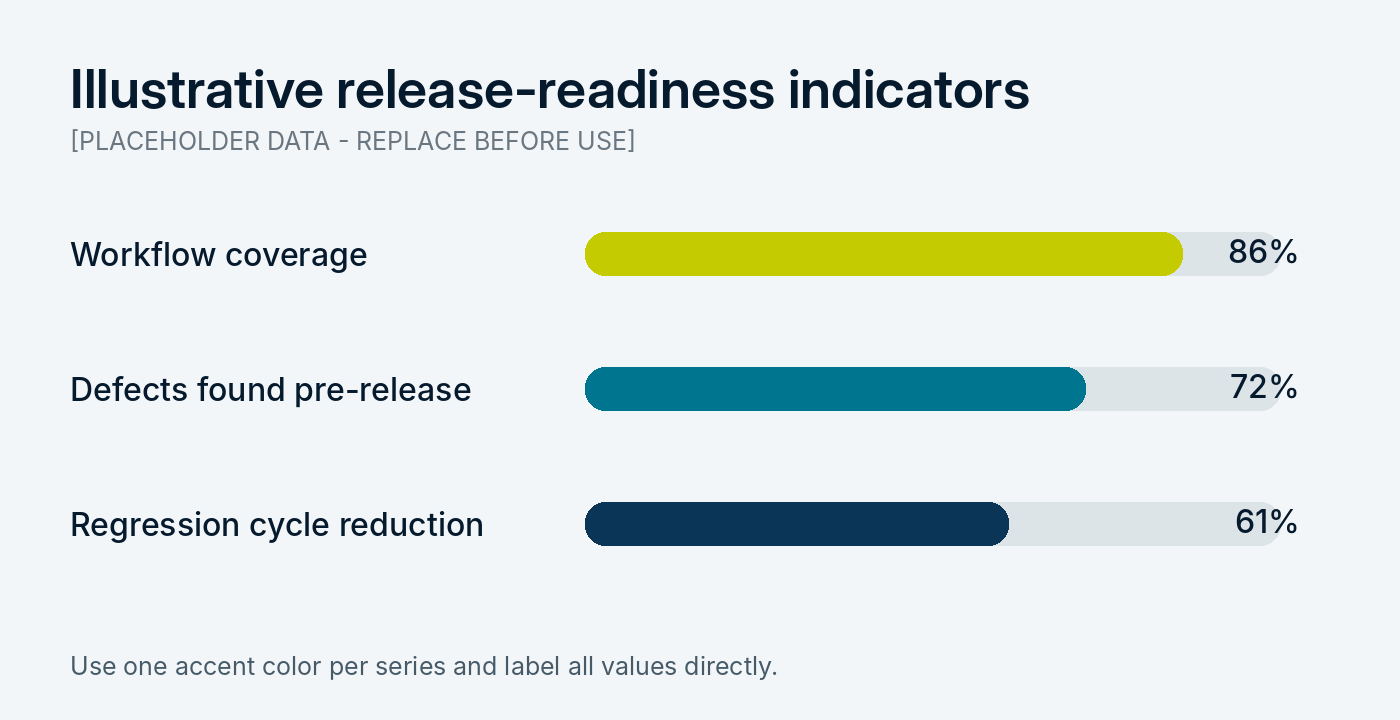 Illustrative release-readiness indicators
[PLACEHOLDER DATA - REPLACE BEFORE USE]
Workflow coverage 86%
Defects found pre-release 72%
Regression cycle reduction 61%
Use one accent color per series and label all values directly.